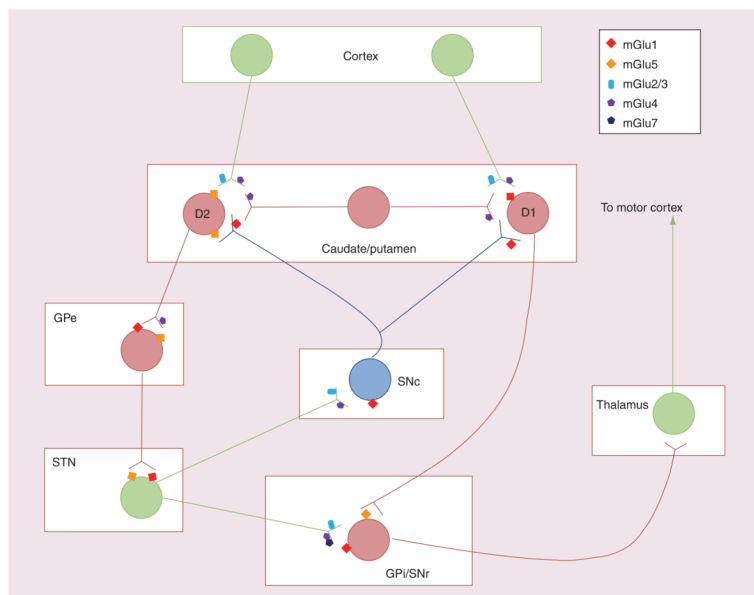 Cortex
mGlu1
mGlu5
mGlu2/3
mGlu4
mGlu7
D2
D1
To motor cortex
Caudate/putamen
GPe
SNc
Thalamus
STN
GPi/SNr